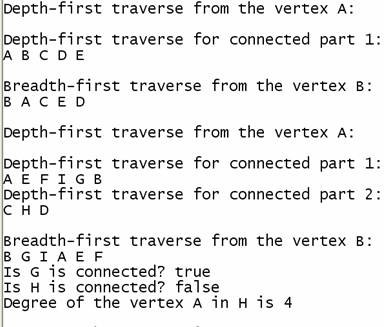 Depth-first traverse from the vertex A:
Depth-first traverse for connected part 1:
A B C D E
Breadth-first traverse from the vertex B:
B A C E D
Depth-first traverse from the vertex A:
Depth-first traverse for connected part 1:
A E F I G B
Depth-first traverse for connected part 2:
C H D
Breadth-first traverse from the vertex B:
B G I A E F
Is G is connected? true
Is H is connected? false
Degree of the vertex A in H is 4